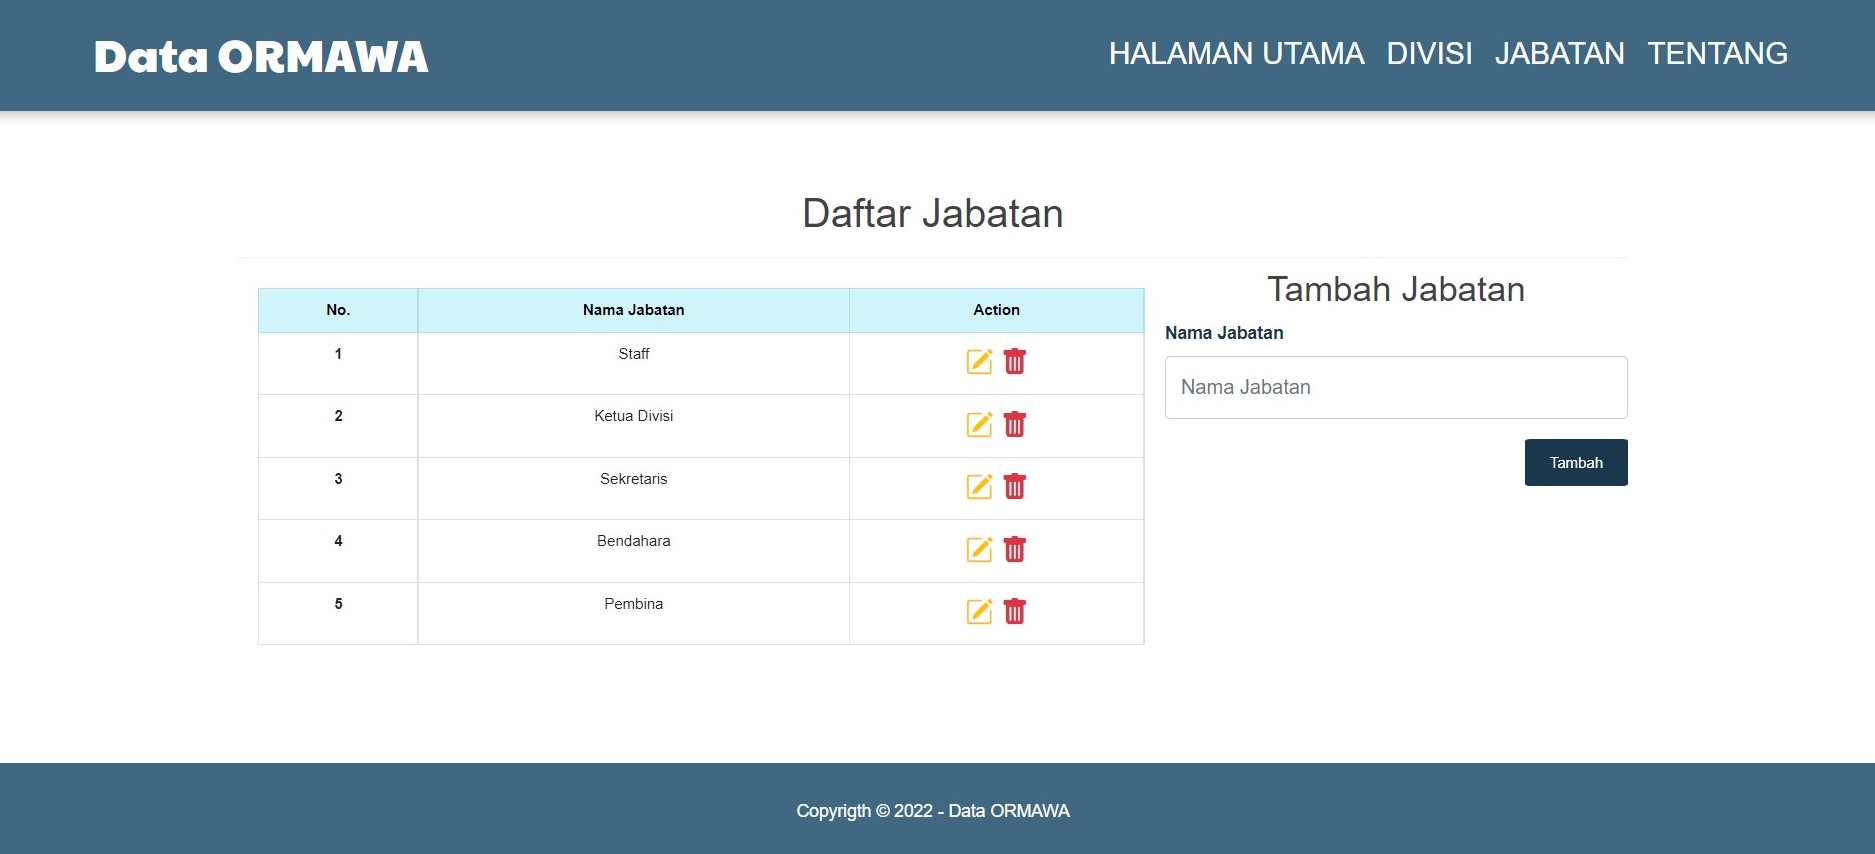 Data ORMAWA
HALAMAN UTAMA DIVISI JABATAN TENTANG
Daftar Jabatan
No. Nama Jabatan Action
1 Staff
2 Ketua Divisi
3 Sekretaris
4 Bendahara
5 Pembina
Tambah Jabatan
Nama Jabatan
Nama Jabatan
Tambah
Copyrigth © 2022 - Data ORMAWA